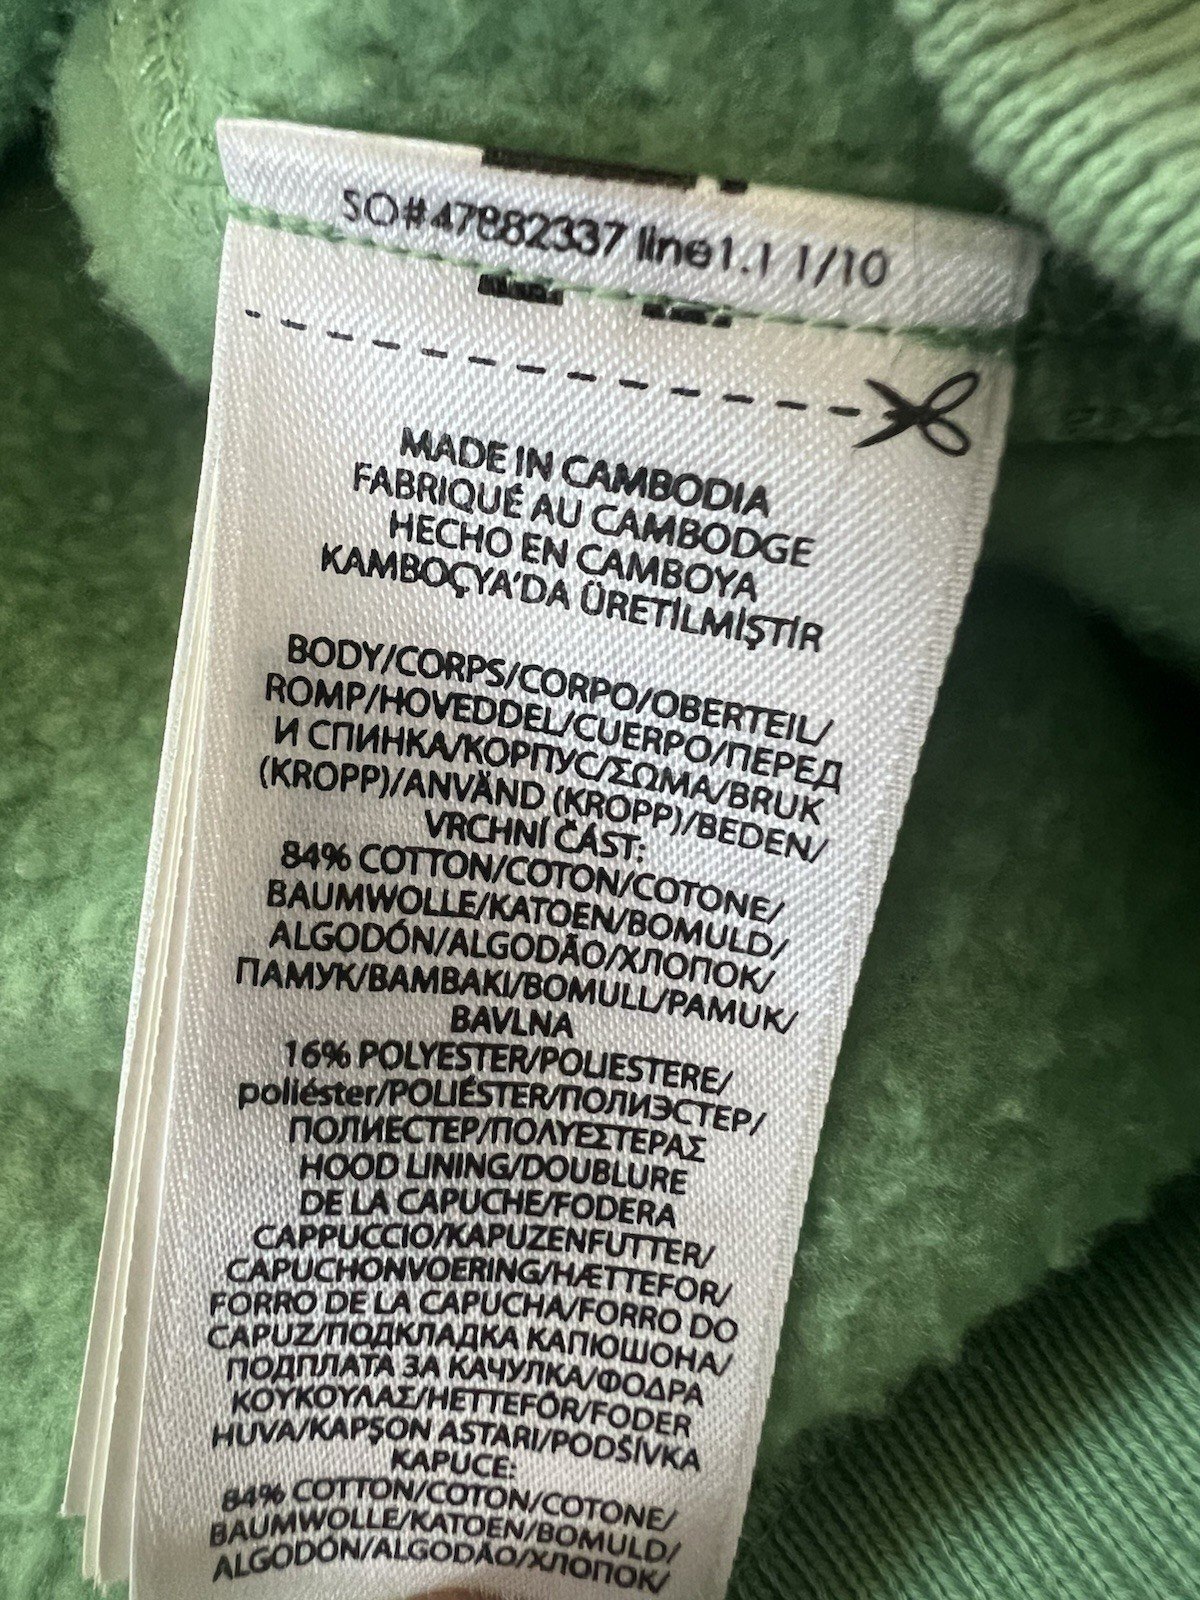 SO#47882337 line1.1 1/10
MADE IN CAMBODIA
FABRIQUÉ AU CAMBODGE
HECHO EN CAMBOYA
KAMBOÇYA'DA ÜRETİLMİŞTİR
BODY/CORPS/CORPO/OBERTEIL/
ROMP/HOVEDDEL/CUERPO/ПЕРЕД
И СПИНКА/КОРПУС/ΣΩΜΑ/BRUK
(KROPP)/ANVÄND (KROPP)/BEDEN/
VRCHNÍ ČÁST:
84% COTTON/COTON/COTONE/
BAUMWOLLE/KATOEN/BOMULD/
ALGODÓN/ALGODÃO/ХЛОПОК/
ПАМУК/ΒΑΜΒΑΚΙ/BOMULL/PAMUK/
BAVLNA
16% POLYESTER/POLIESTERE/
poliéster/POLIÉSTER/ПОЛИЭСТЕР/
ПОЛИЕСТЕР/ΠΟΛΥΕΣΤΕΡΑΣ
HOOD LINING/DOUBLURE
DE LA CAPUCHE/FODERA
CAPPUCCIO/KAPUZENFUTTER/
CAPUCHONVOERING/HÆTTEFOR/
FORRO DE LA CAPUCHA/FORRO DO
CAPUZ/ПОДКЛАДКА КАПЮШОНА/
ПОДПЛАТА ЗА КАЧУЛКА/ΦΟΔΡΑ
ΚΟΥΚΟΥΛΑΣ/HETTEFÔR/FODER
HUVA/KAPŞON ASTARI/PODŠÍVKA
KAPUCE:
84% COTTON/COTON/COTONE/
BAUMWOLLE/KATOEN/BOMULD/
ALGODÓN/ALGODÃO/ХЛОПОК/